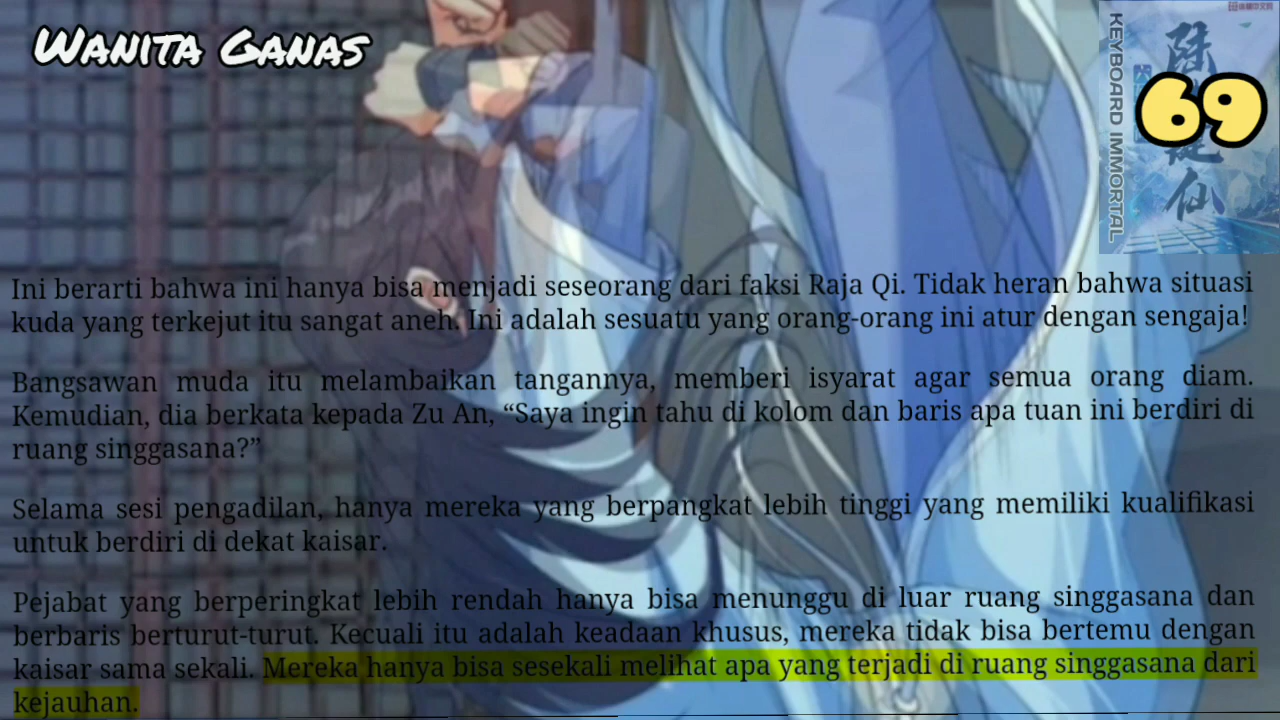 Wanita Ganas
KEYBOARD IMMORTAL
69
Ini berarti bahwa ini hanya bisa menjadi seseorang dari faksi Raja Qi. Tidak heran bahwa situasi
kuda yang terkejut itu sangat aneh. Ini adalah sesuatu yang orang-orang ini atur dengan sengaja!
Bangsawan muda itu melambaikan tangannya, memberi isyarat agar semua orang diam.
Kemudian, dia berkata kepada Zu An, “Saya ingin tahu di kolom dan baris apa tuan ini berdiri di
ruang singgasana?”
Selama sesi pengadilan, hanya mereka yang berpangkat lebih tinggi yang memiliki kualifikasi
untuk berdiri di dekat kaisar.
Pejabat yang berperingkat lebih rendah hanya bisa menunggu di luar ruang singgasana dan
berbaris berturut-turut. Kecuali itu adalah keadaan khusus, mereka tidak bisa bertemu dengan
kaisar sama sekali. Mereka hanya bisa sesekali melihat apa yang terjadi di ruang singgasana dari
kejauhan.